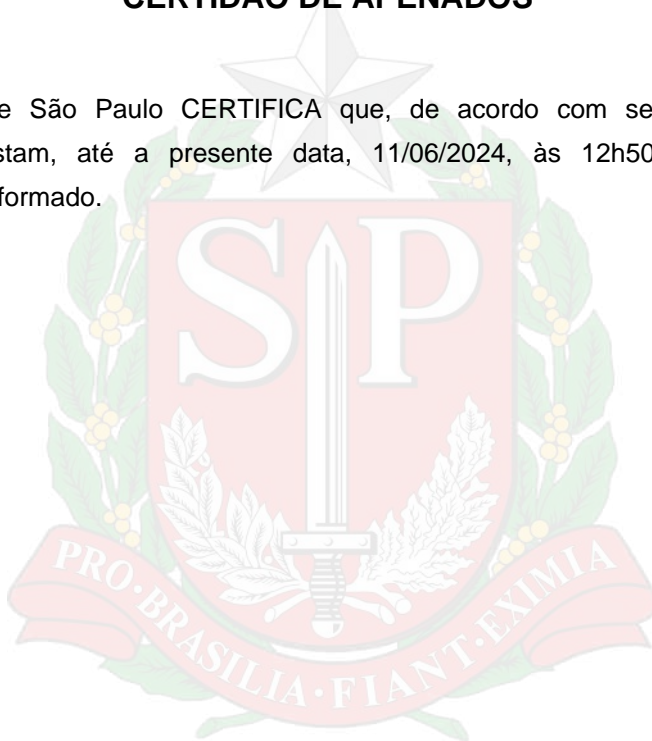 CERTIDÃO DE APENADOS
e São Paulo CERTIFICA que, de acordo com se
stam, até a presente data, 11/06/2024, às 12h50
formado.
SP
PRO·BRASILIA·FIANT·EXIMIA